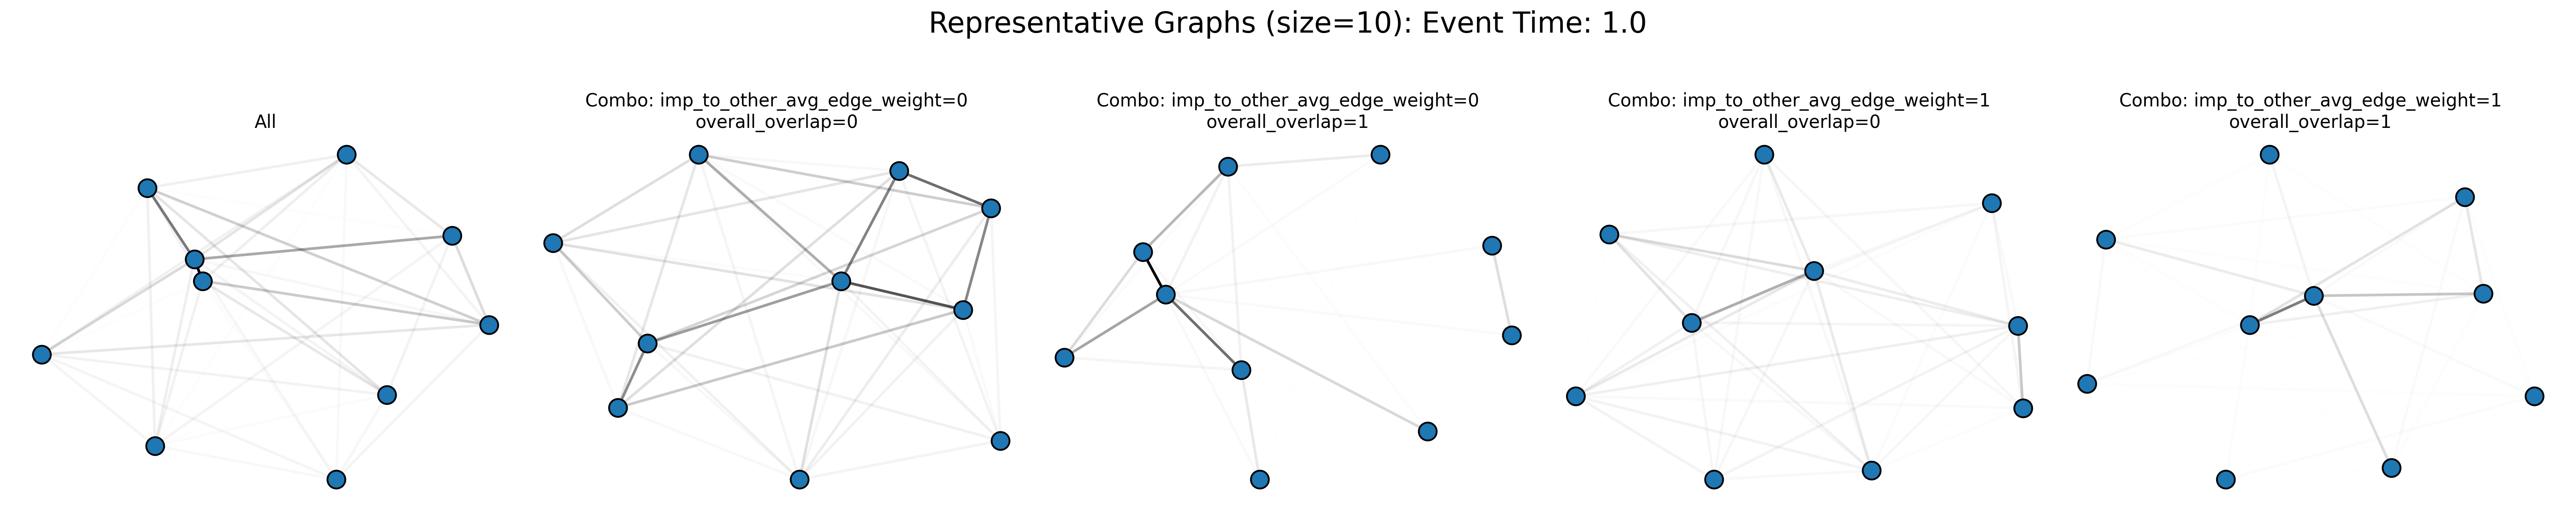 Representative Graphs (size=10): Event Time: 1.0
All
Combo: imp_to_other_avg_edge_weight=0
overall_overlap=0
Combo: imp_to_other_avg_edge_weight=0
overall_overlap=1
Combo: imp_to_other_avg_edge_weight=1
overall_overlap=0
Combo: imp_to_other_avg_edge_weight=1
overall_overlap=1